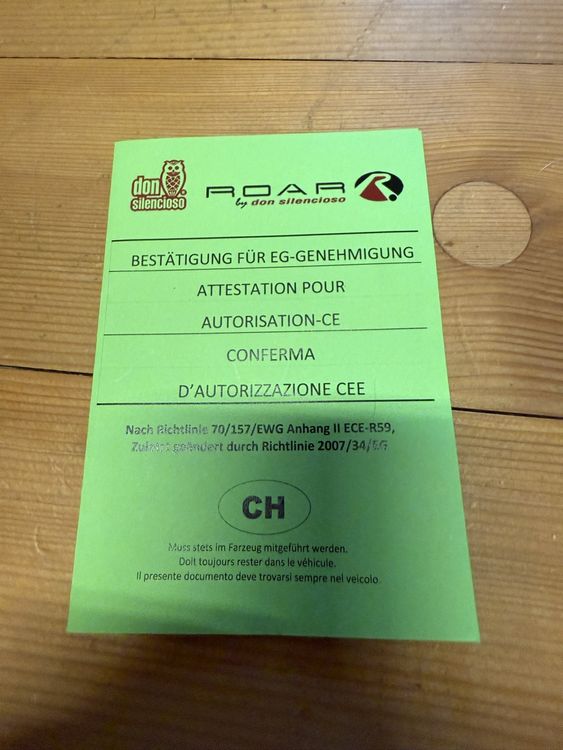 don
silencioso
ROAR R
by don silencioso
BESTÄTIGUNG FÜR EG-GENEHMIGUNG
ATTESTATION POUR
AUTORISATION-CE
CONFERMA
D'AUTORIZZAZIONE CEE
Nach Richtlinie 70/157/EWG Anhang II ECE-R59,
Zuletzt geändert durch Richtlinie 2007/34/EG
CH
Muss stets im Farzeug mitgeführt werden.
Doit toujours rester dans le véhicule.
Il presente documento deve trovarsi sempre nel veicolo